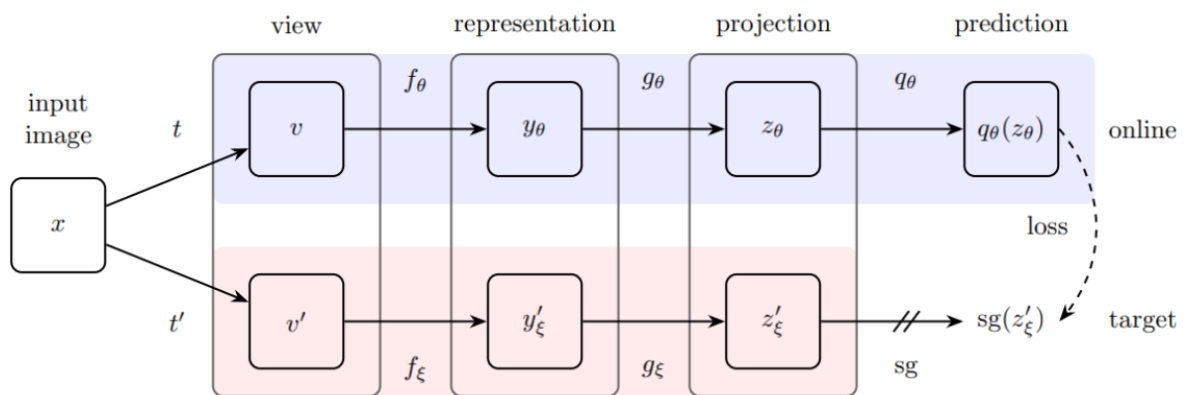 view representation projection prediction
input
image
t f_θ g_θ q_θ
v y_θ z_θ q_θ(z_θ) online
x
loss
t′ v′ y′_ξ z′_ξ sg(z′_ξ) target
f_ξ g_ξ sg